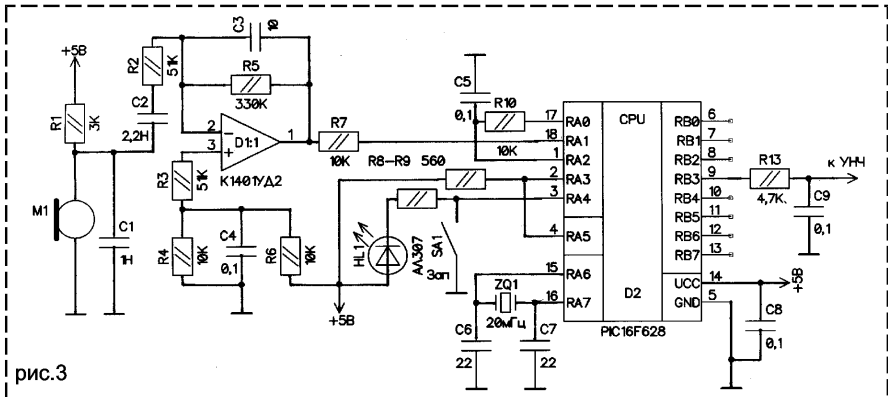 +5В
R1
3К
M1
C1
1Н
C2
2,2Н
R2
51К
C3
10
R5
330К
2
3
1
D1:1
К1401УД2
R3
51К
R4
10К
C4
0,1
R6
10К
+5В
R7
10К
R8-R9 560
HL1
АЛ307
SA1
Зап
C5
0,1
R10
10К
17
18
1
2
3
4
15
16
RA0
RA1
RA2
RA3
RA4
RA5
RA6
RA7
CPU
D2
PIC16F628
ZQ1
20мГц
C6
22
C7
22
RB0
RB1
RB2
RB3
RB4
RB5
RB6
RB7
UCC
GND
6
7
8
9
10
11
12
13
14
5
R13
4,7К.
к УНЧ
C9
0,1
+5В
C8
0,1
рис.3